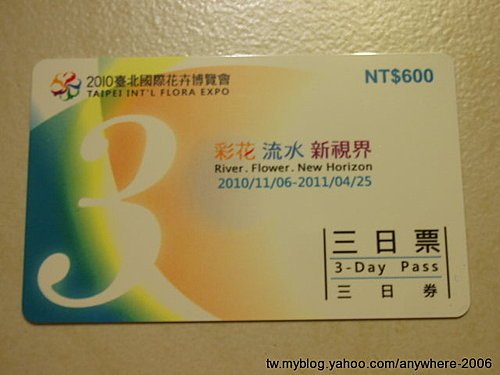 2010臺北國際花卉博覽會
TAIPEI INT'L FLORA EXPO
NT$600
3
彩花 流水 新視界
River. Flower. New Horizon
2010/11/06-2011/04/25
三日票
3-Day Pass
三日券
tw.myblog.yahoo.com/anywhere-2006